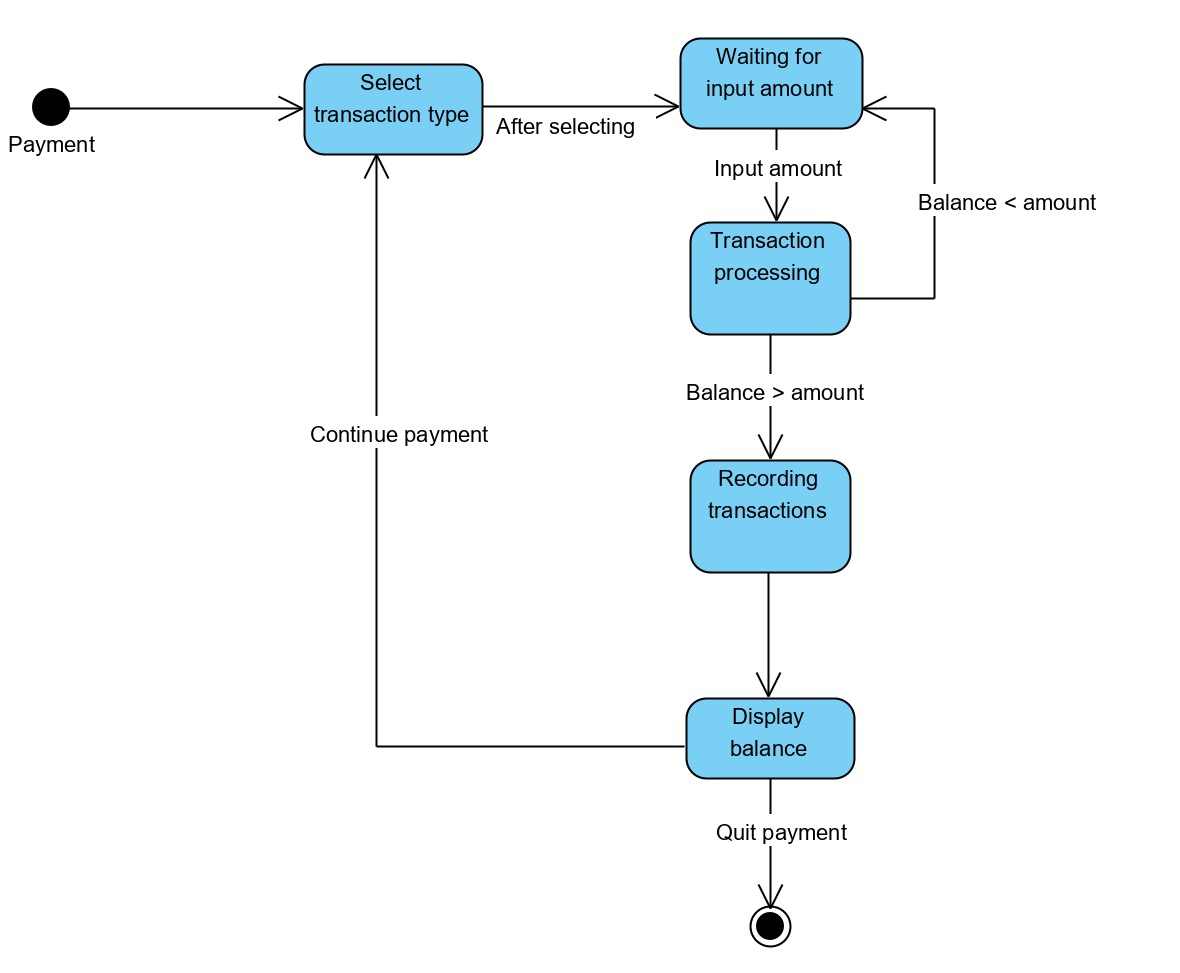 Payment
Select
transaction type
After selecting
Waiting for
input amount
Input amount
Balance < amount
Transaction
processing
Balance > amount
Continue payment
Recording
transactions
Display
balance
Quit payment